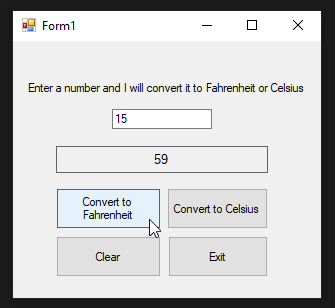 Form1
Enter a number and I will convert it to Fahrenheit or Celsius
15
59
Convert to
Fahrenheit
Convert to Celsius
Clear
Exit